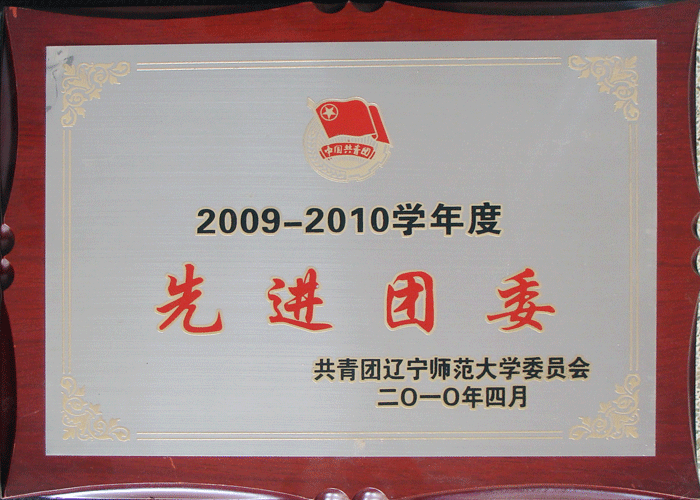 中国共青团
2009-2010学年度
先进团委
共青团辽宁师范大学委员会
二〇一〇年四月